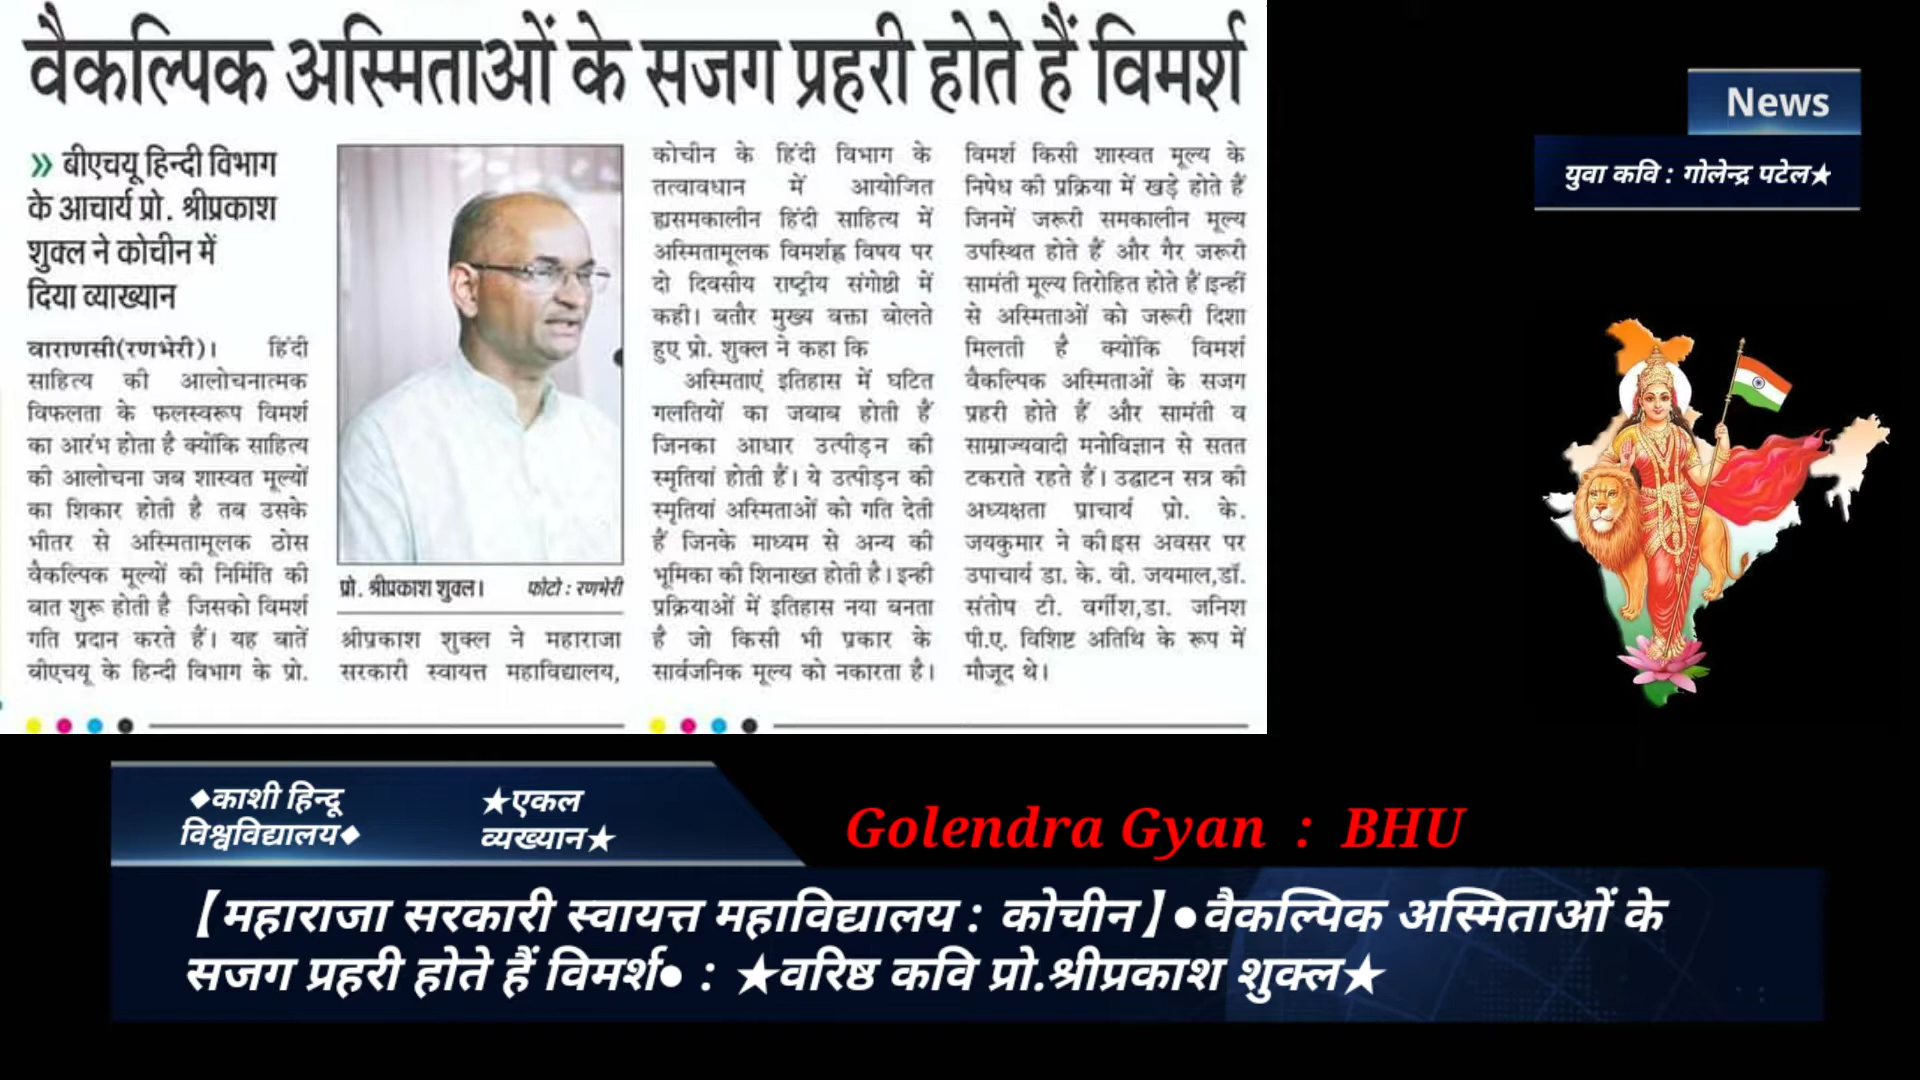 वैकल्पिक अस्मिताओं के सजग प्रहरी होते हैं विमर्श
» बीएचयू हिन्दी विभाग
के आचार्य प्रो. श्रीप्रकाश
शुक्ल ने कोचीन में
दिया व्याख्यान
वाराणसी(रणभेरी)। हिंदी
साहित्य की आलोचनात्मक
विफलता के फलस्वरूप विमर्श
का आरंभ होता है क्योंकि साहित्य
की आलोचना जब शास्वत मूल्यों
का शिकार होती है तब उसके
भीतर से अस्मितामूलक ठोस
वैकल्पिक मूल्यों की निर्मिति की
बात शुरू होती है जिसको विमर्श
गति प्रदान करते हैं। यह बातें
बीएचयू के हिन्दी विभाग के प्रो.
प्रो. श्रीप्रकाश शुक्ल। फोटो : रणभेरी
श्रीप्रकाश शुक्ल ने महाराजा
सरकारी स्वायत्त महाविद्यालय,
कोचीन के हिंदी विभाग के
तत्वावधान में आयोजित
ह्यसमकालीन हिंदी साहित्य में
अस्मितामूलक विमर्शह्ण विषय पर
दो दिवसीय राष्ट्रीय संगोष्ठी में
कही। बतौर मुख्य वक्ता बोलते
हुए प्रो. शुक्ल ने कहा कि
अस्मिताएं इतिहास में घटित
गलतियों का जबाब होती हैं
जिनका आधार उत्पीड़न की
स्मृतियां होती हैं। ये उत्पीड़न की
स्मृतियां अस्मिताओं को गति देती
हैं जिनके माध्यम से अन्य की
भूमिका की शिनाख्त होती है। इन्ही
प्रक्रियाओं में इतिहास नया बनता
है जो किसी भी प्रकार के
सार्वजनिक मूल्य को नकारता है।
विमर्श किसी शास्वत मूल्य के
निषेध की प्रक्रिया में खड़े होते हैं
जिनमें जरूरी समकालीन मूल्य
उपस्थित होते हैं और गैर जरूरी
सामंती मूल्य तिरोहित होते हैं।इन्हीं
से अस्मिताओं को जरूरी दिशा
मिलती है क्योंकि विमर्श
वैकल्पिक अस्मिताओं के सजग
प्रहरी होते हैं और सामंती व
साम्राज्यवादी मनोविज्ञान से सतत
टकराते रहते हैं। उद्घाटन सत्र की
अध्यक्षता प्राचार्य प्रो. के.
जयकुमार ने की।इस अवसर पर
उपाचार्य डा. के. वी. जयमाल,डॉ.
संतोष टी. वर्गीश,डा. जनिश
पी.ए. विशिष्ट अतिथि के रूप में
मौजूद थे।
News
युवा कवि : गोलेन्द्र पटेल★
◆काशी हिन्दू
विश्वविद्यालय◆
★एकल
व्यख्यान★
Golendra Gyan : BHU
【महाराजा सरकारी स्वायत्त महाविद्यालय : कोचीन】●वैकल्पिक अस्मिताओं के
सजग प्रहरी होते हैं विमर्श● : ★वरिष्ठ कवि प्रो.श्रीप्रकाश शुक्ल★